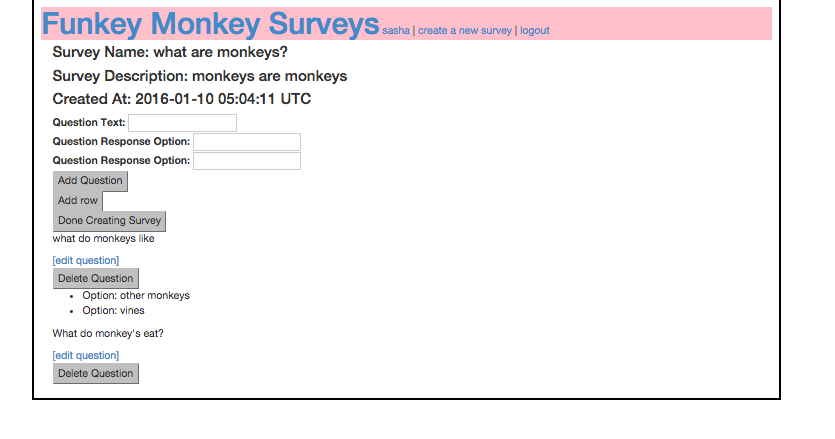 Funkey Monkey Surveys sasha | create a new survey | logout
Survey Name: what are monkeys?
Survey Description: monkeys are monkeys
Created At: 2016-01-10 05:04:11 UTC
Question Text:
Question Response Option:
Question Response Option:
Add Question
Add row
Done Creating Survey
what do monkeys like
[edit question]
Delete Question
• Option: other monkeys
• Option: vines
What do monkey's eat?
[edit question]
Delete Question